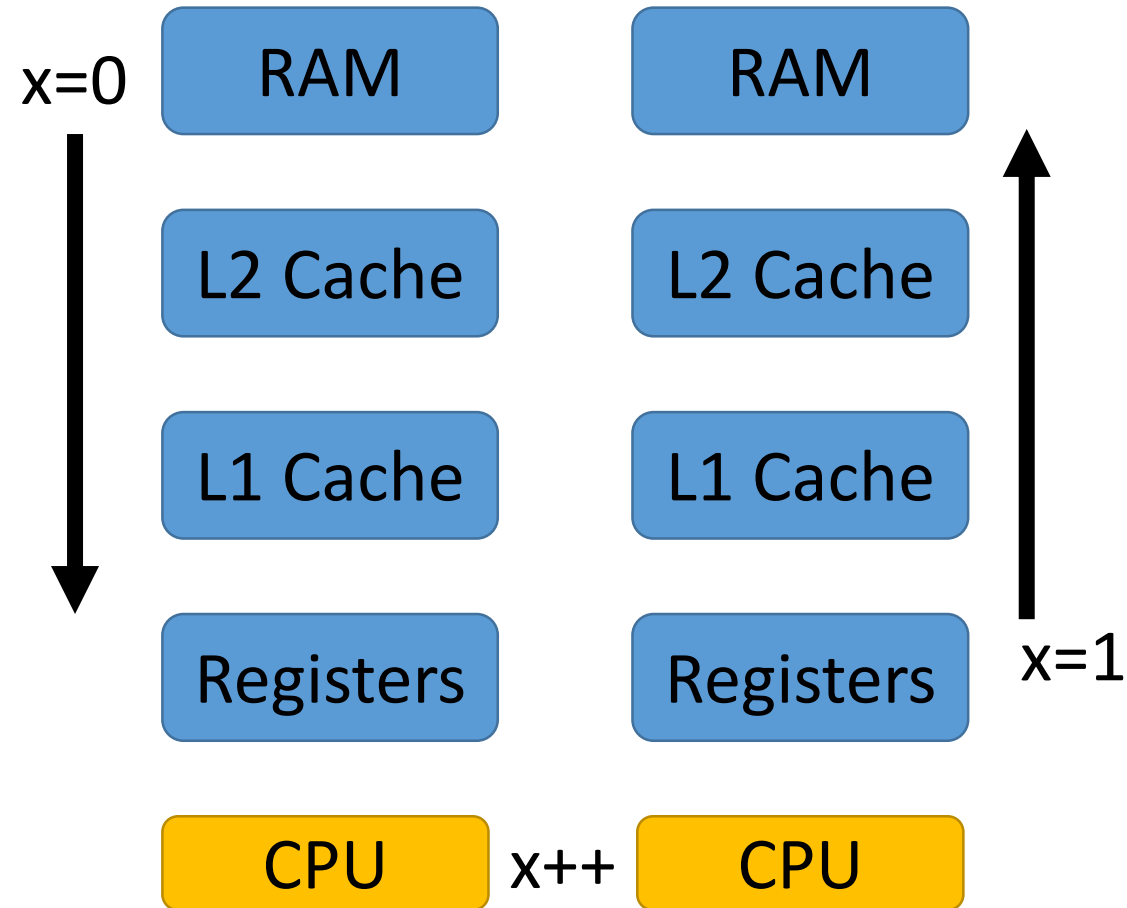 x=0
RAM
RAM
L2 Cache
L2 Cache
L1 Cache
L1 Cache
Registers
Registers
x=1
CPU
x++
CPU